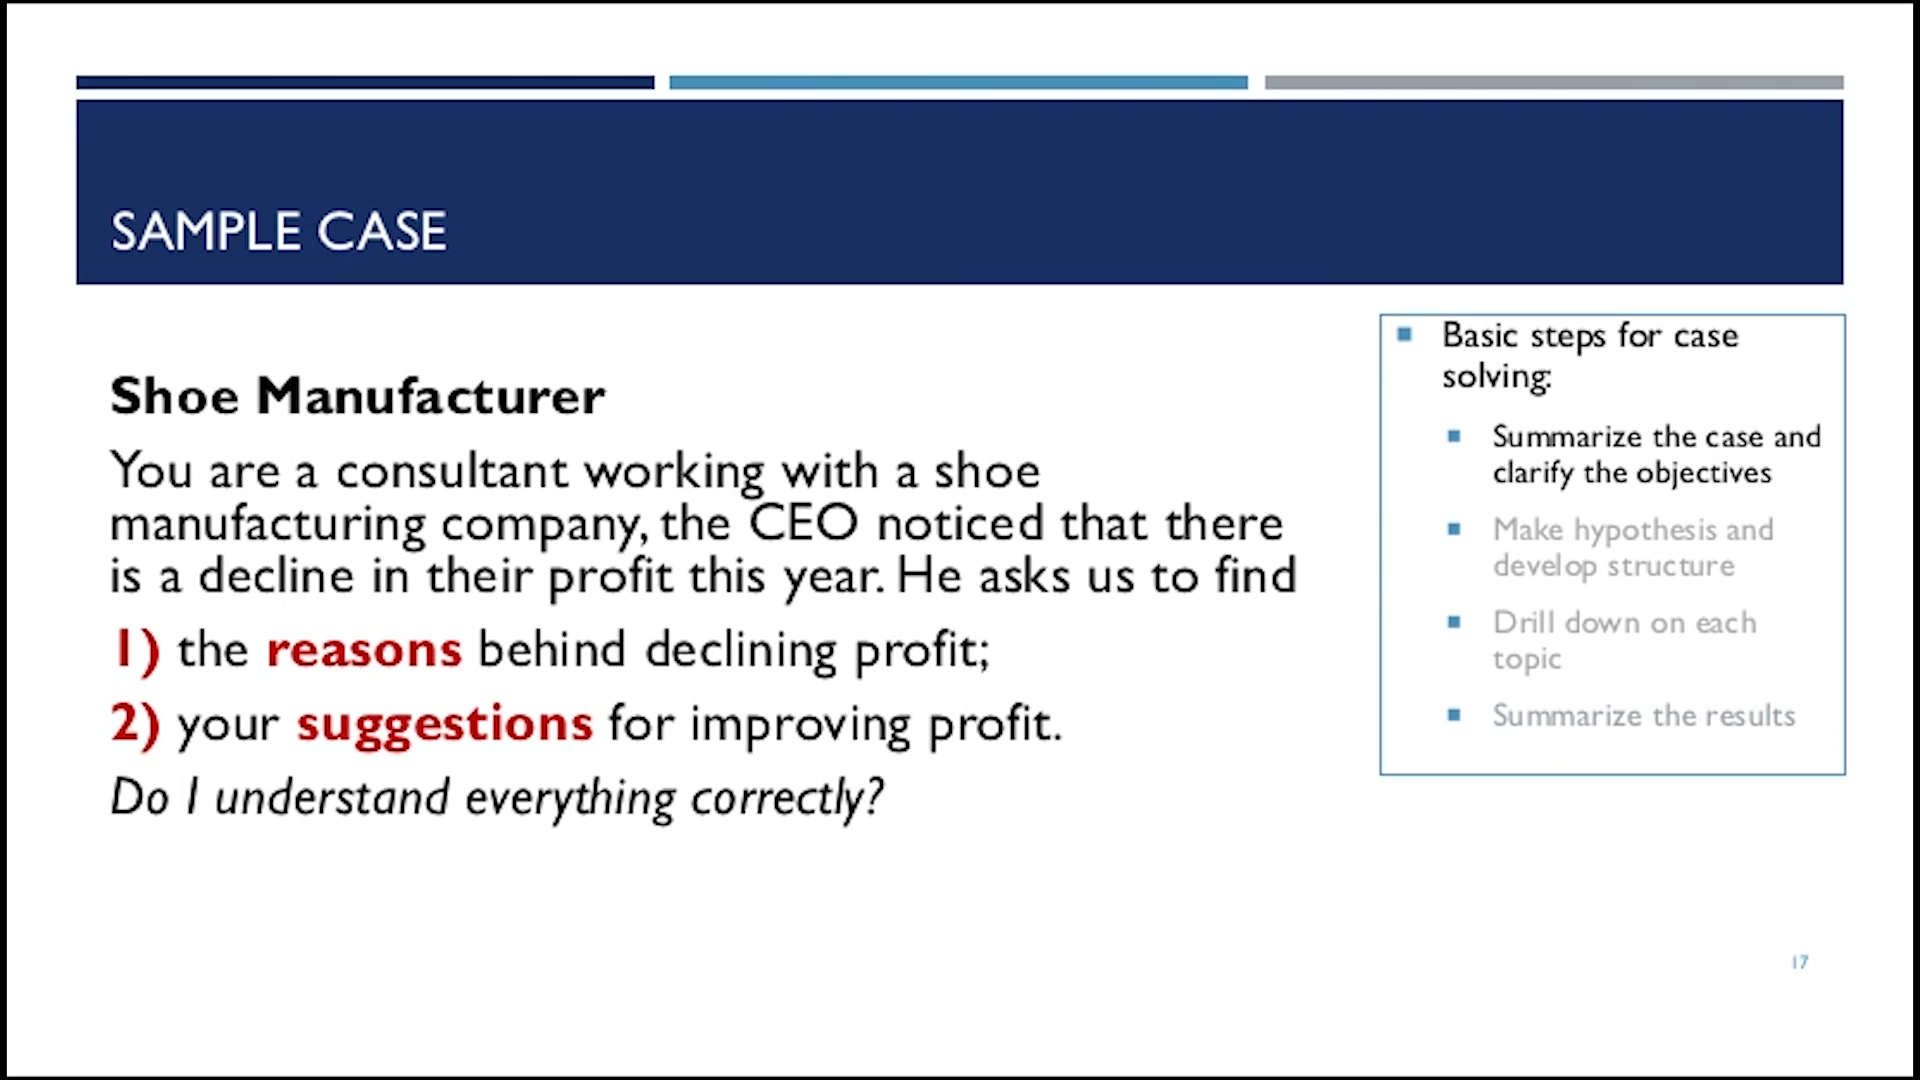 SAMPLE CASE
Shoe Manufacturer
You are a consultant working with a shoe
manufacturing company, the CEO noticed that there
is a decline in their profit this year. He asks us to find
1) the reasons behind declining profit;
2) your suggestions for improving profit.
Do I understand everything correctly?
Basic steps for case
solving:
Summarize the case and
clarify the objectives
Make hypothesis and
develop structure
Drill down on each
topic
Summarize the results
17